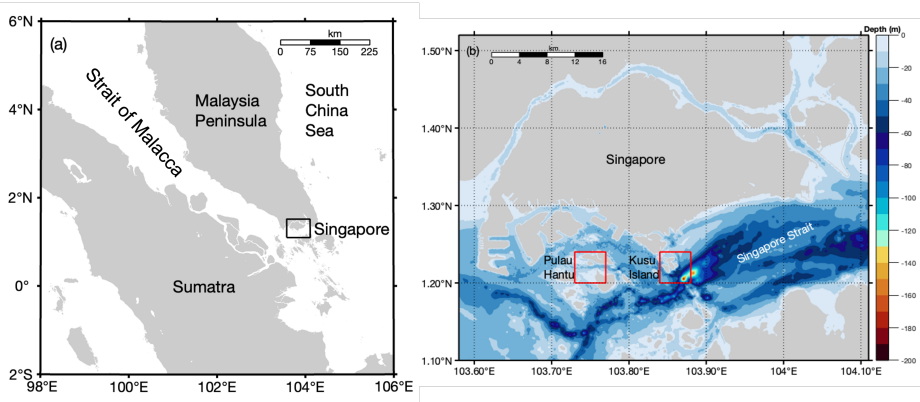 (a)
km
0 75 150 225
6°N
4°N
2°N
0°
2°S
98°E 100°E 102°E 104°E 106°E
Strait of Malacca
Malaysia
Peninsula
South
China
Sea
Singapore
Sumatra
(b)
km
0 4 8 12 16
1.50°N
1.40°N
1.30°N
1.20°N
1.10°N
103.60°E 103.70°E 103.80°E 103.90°E 104°E 104.10°E
Singapore
Singapore Strait
Pulau
Hantu
Kusu
Island
Depth (m)
0
-20
-40
-60
-80
-100
-120
-140
-160
-180
-200